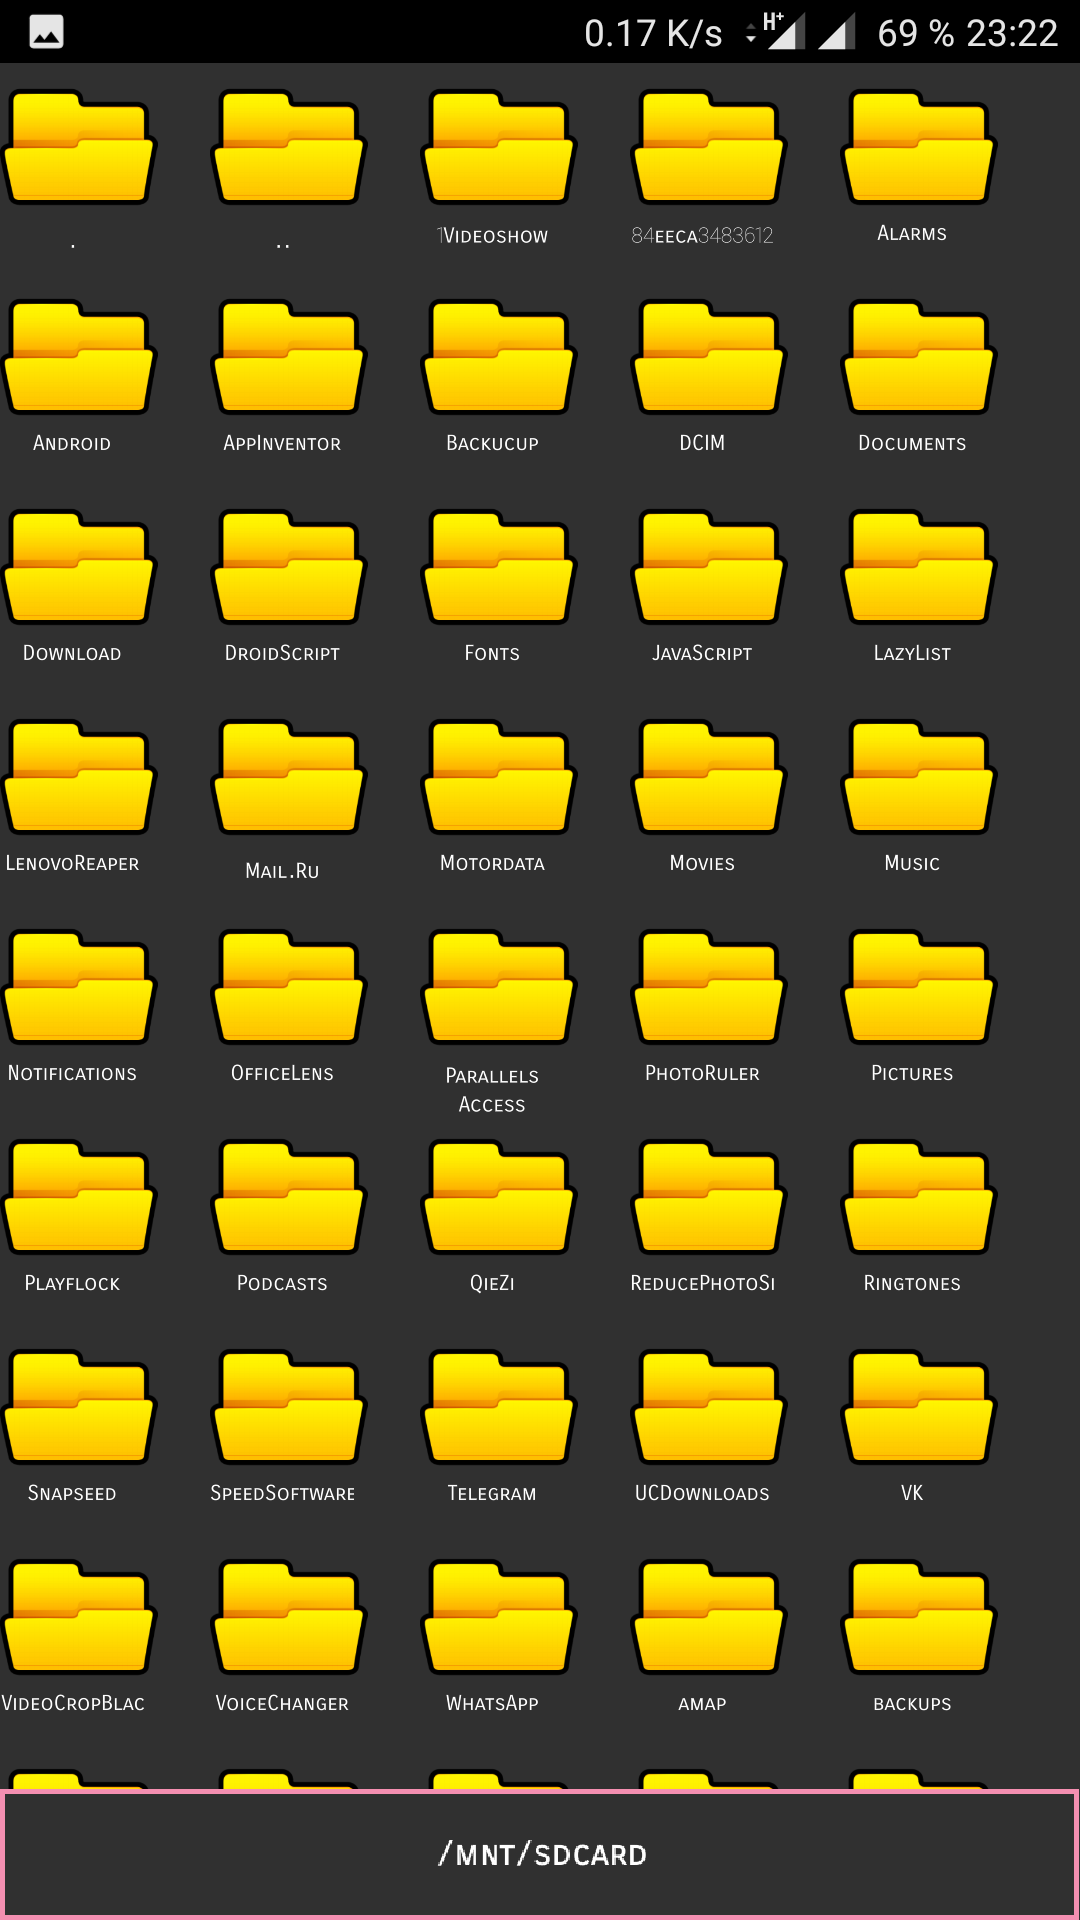 0.17 K/s H+ 69 % 23:22
. .. 1Videoshow 84eeca3483612 Alarms
Android AppInventor Backucup DCIM Documents
Download DroidScript Fonts JavaScript LazyList
LenovoReaper Mail.Ru Motordata Movies Music
Notifications OfficeLens Parallels Access PhotoRuler Pictures
Playflock Podcasts QieZi ReducePhotoSi Ringtones
Snapseed SpeedSoftware Telegram UCDownloads VK
VideoCropBlac VoiceChanger WhatsApp amap backups
/mnt/sdcard